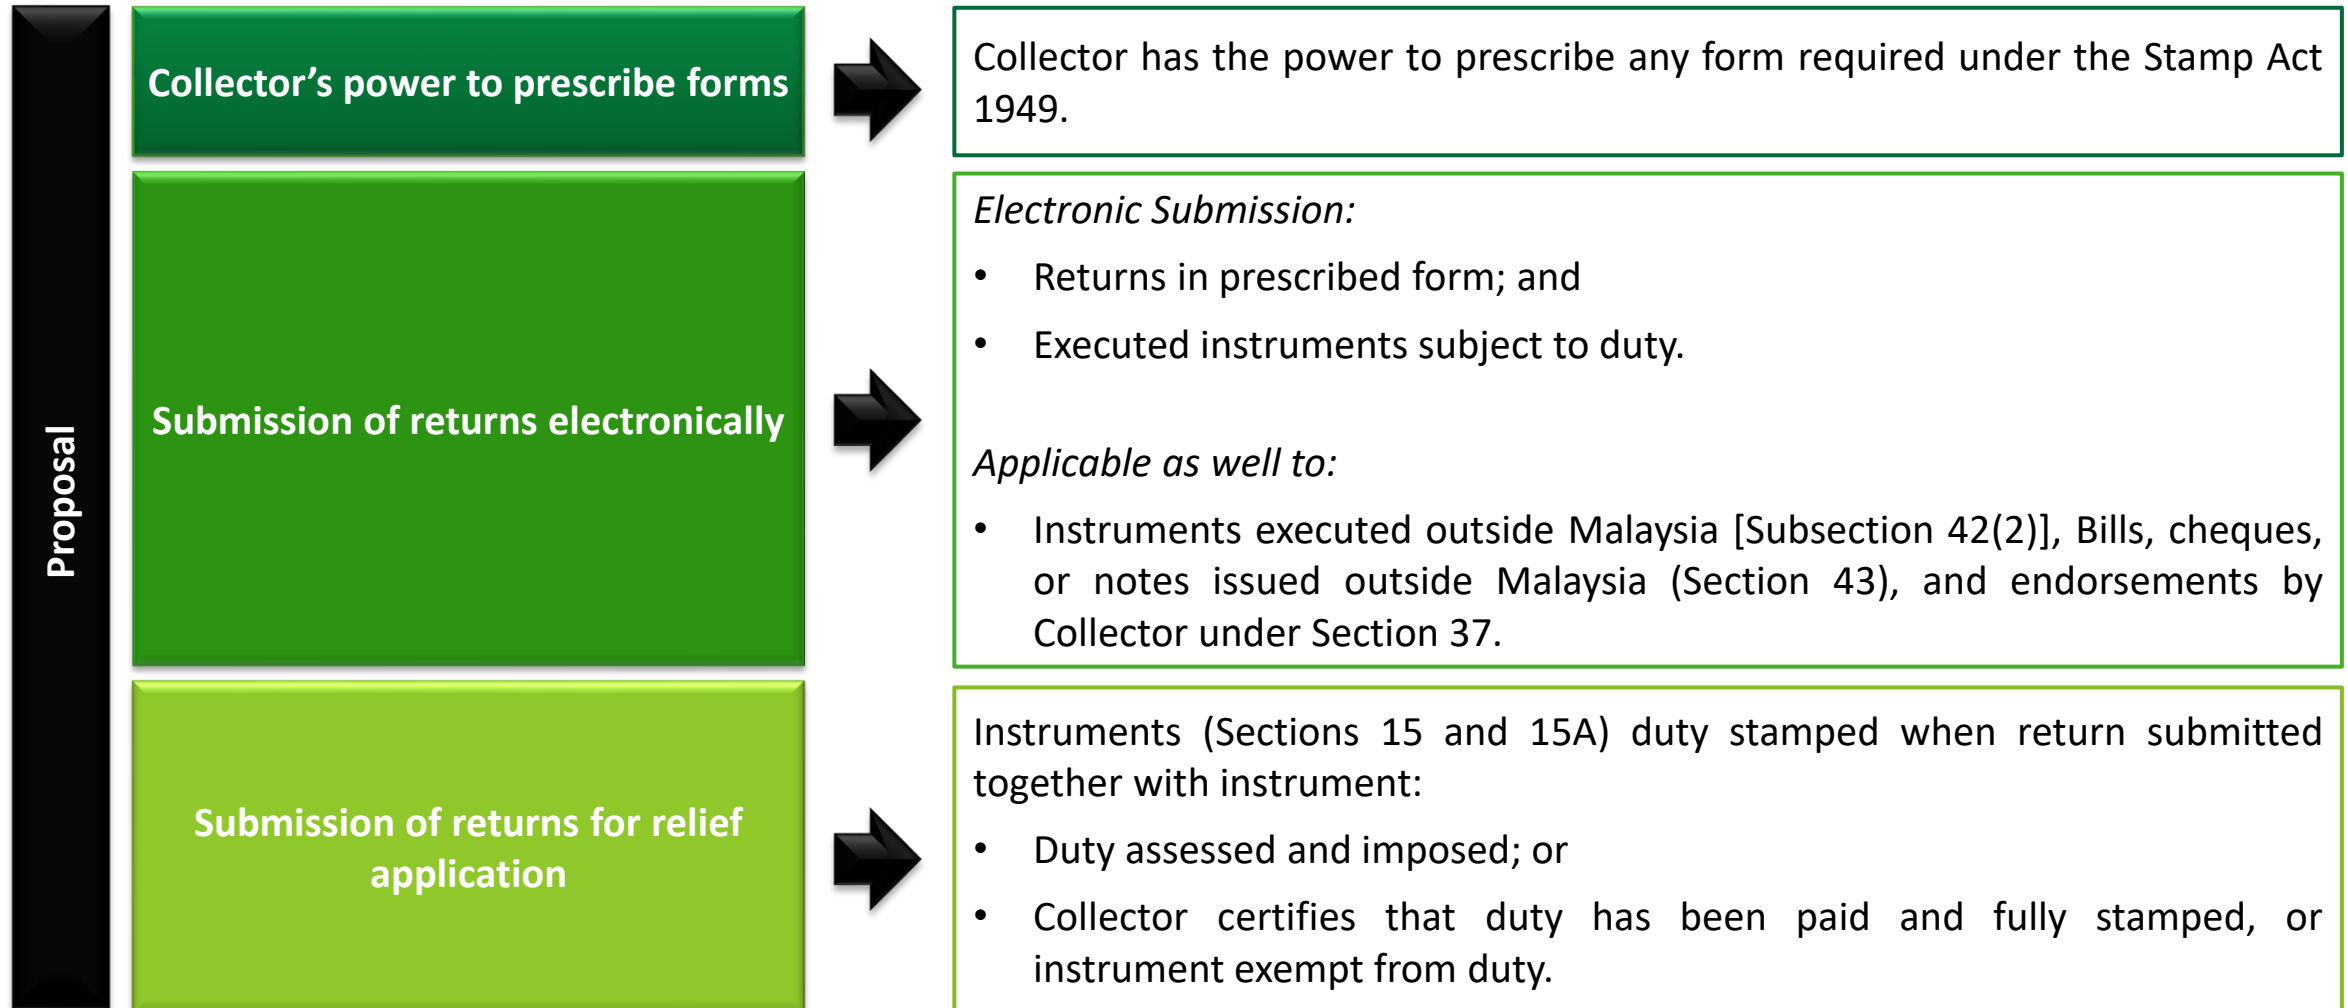 Proposal
Collector’s power to prescribe forms
Collector has the power to prescribe any form required under the Stamp Act
1949.
Submission of returns electronically
Electronic Submission:
• Returns in prescribed form; and
• Executed instruments subject to duty.
Applicable as well to:
• Instruments executed outside Malaysia [Subsection 42(2)], Bills, cheques,
or notes issued outside Malaysia (Section 43), and endorsements by
Collector under Section 37.
Submission of returns for relief
application
Instruments (Sections 15 and 15A) duty stamped when return submitted
together with instrument:
• Duty assessed and imposed; or
• Collector certifies that duty has been paid and fully stamped, or
instrument exempt from duty.